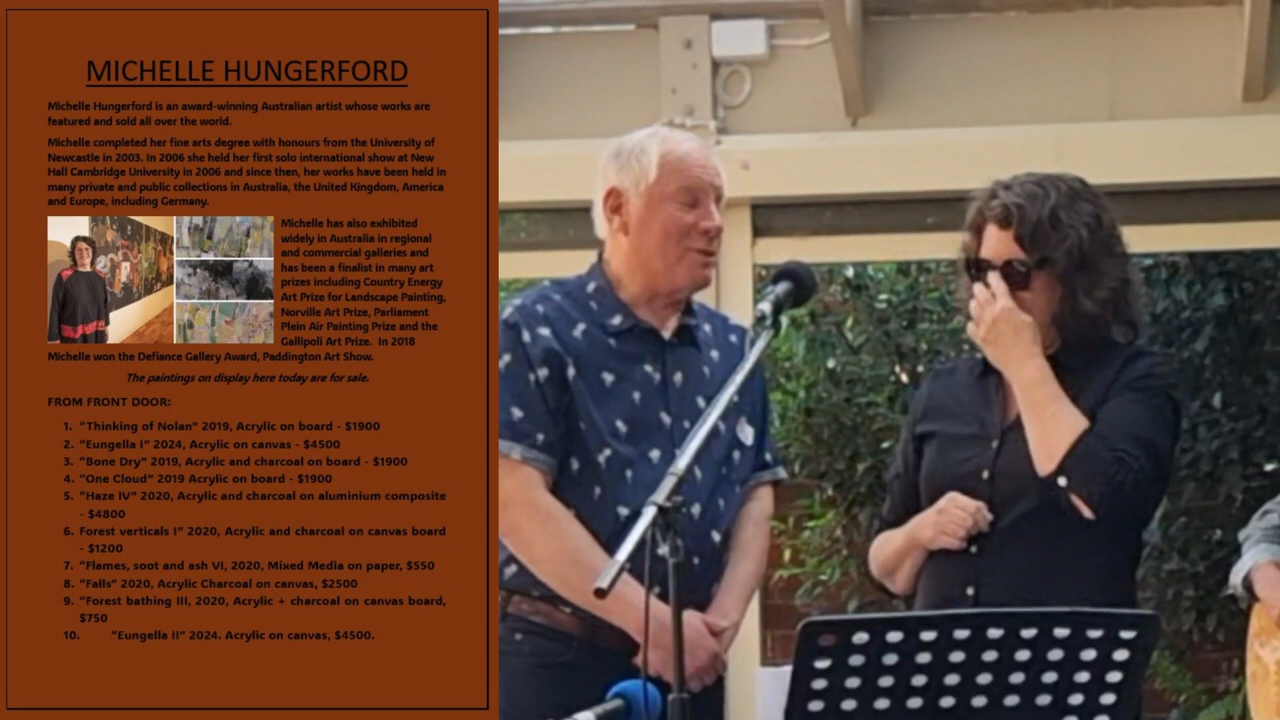 MICHELLE HUNGERFORD
Michelle Hungerford is an award-winning Australian artist whose works are
featured and sold all over the world.
Michelle completed her fine arts degree with honours from the University of
Newcastle in 2003. In 2006 she held her first solo international show at New
Hall Cambridge University in 2006 and since then, her works have been held in
many private and public collections in Australia, the United Kingdom, America
and Europe, including Germany.
Michelle has also exhibited
widely in Australia in regional
and commercial galleries and
has been a finalist in many art
prizes including Country Energy
Art Prize for Landscape Painting,
Norville Art Prize, Parliament
Plein Air Painting Prize and the
Gallipoli Art Prize. In 2018
Michelle won the Defiance Gallery Award, Paddington Art Show.
The paintings on display here today are for sale.
FROM FRONT DOOR:
1. "Thinking of Nolan" 2019, Acrylic on board - $1900
2. "Eungella I" 2024, Acrylic on canvas - $4500
3. "Bone Dry" 2019, Acrylic and charcoal on board - $1900
4. "One Cloud" 2019 Acrylic on board - $1900
5. "Haze IV" 2020, Acrylic and charcoal on aluminium composite
- $4800
6. Forest verticals I" 2020, Acrylic and charcoal on canvas board
- $1200
7. "Flames, soot and ash VI, 2020, Mixed Media on paper, $550
8. "Falls" 2020, Acrylic Charcoal on canvas, $2500
9. "Forest bathing III, 2020, Acrylic + charcoal on canvas board,
$750
10. "Eungella II" 2024. Acrylic on canvas, $4500.